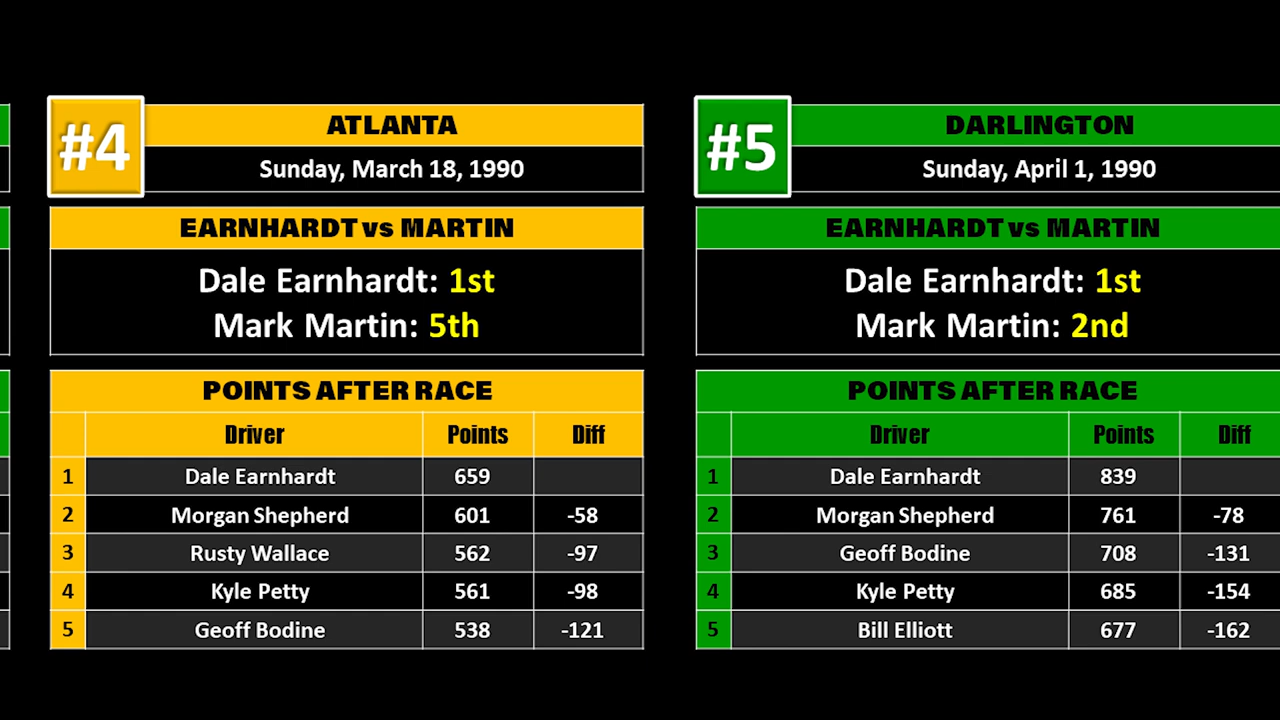 #4
ATLANTA
Sunday, March 18, 1990
EARNHARDT vs MARTIN
Dale Earnhardt: 1st
Mark Martin: 5th
POINTS AFTER RACE
Driver Points Diff
1 Dale Earnhardt 659
2 Morgan Shepherd 601 -58
3 Rusty Wallace 562 -97
4 Kyle Petty 561 -98
5 Geoff Bodine 538 -121
#5
DARLINGTON
Sunday, April 1, 1990
EARNHARDT vs MARTIN
Dale Earnhardt: 1st
Mark Martin: 2nd
POINTS AFTER RACE
Driver Points Diff
1 Dale Earnhardt 839
2 Morgan Shepherd 761 -78
3 Geoff Bodine 708 -131
4 Kyle Petty 685 -154
5 Bill Elliott 677 -162